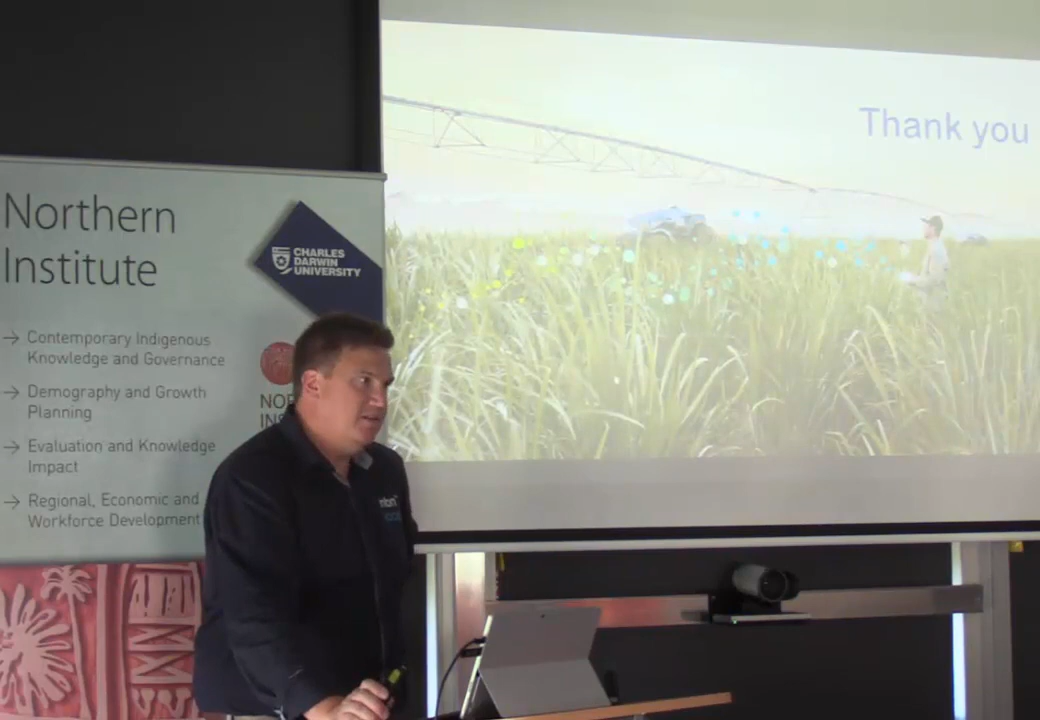 Northern
Institute
CHARLES
DARWIN
UNIVERSITY
→ Contemporary Indigenous
Knowledge and Governance
→ Demography and Growth
Planning
→ Evaluation and Knowledge
Impact
→ Regional, Economic and
Workforce Development
nbn
Thank you